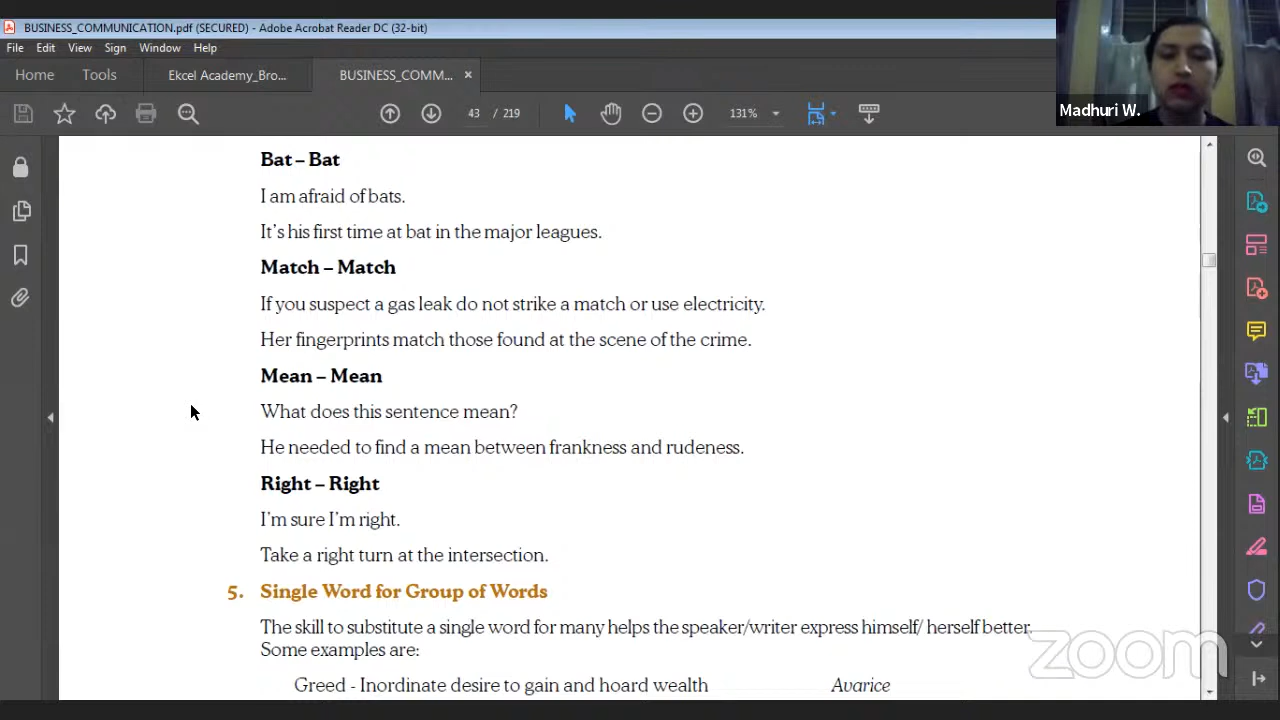 BUSINESS_COMMUNICATION.pdf (SECURED) - Adobe Acrobat Reader DC (32-bit)
File Edit View Sign Window Help
Home Tools Ekcel Academy_Bro... BUSINESS_COMM... ×
43 / 219 131%
Madhuri W.
Bat – Bat
I am afraid of bats.
It's his first time at bat in the major leagues.
Match – Match
If you suspect a gas leak do not strike a match or use electricity.
Her fingerprints match those found at the scene of the crime.
Mean – Mean
What does this sentence mean?
He needed to find a mean between frankness and rudeness.
Right – Right
I'm sure I'm right.
Take a right turn at the intersection.
5. Single Word for Group of Words
The skill to substitute a single word for many helps the speaker/writer express himself/ herself better.
Some examples are:
Greed - Inordinate desire to gain and hoard wealth Avarice
zoom